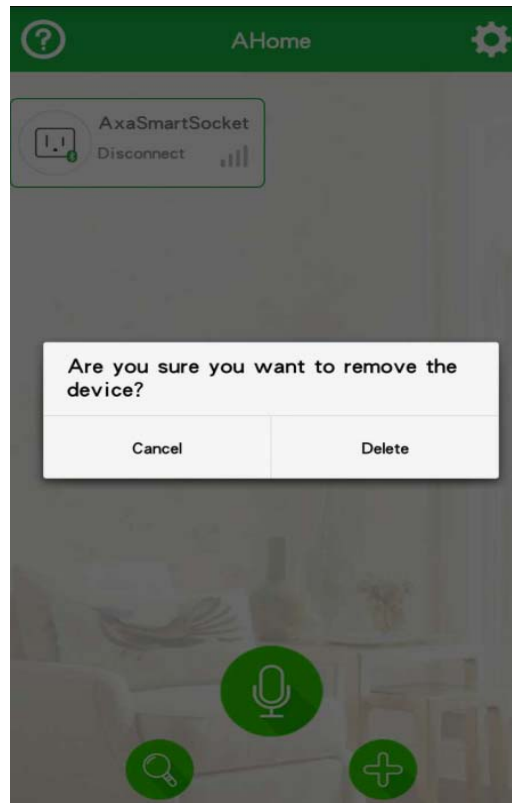 AHome
AxaSmartSocket
Disconnect
Are you sure you want to remove the
device?
Cancel
Delete